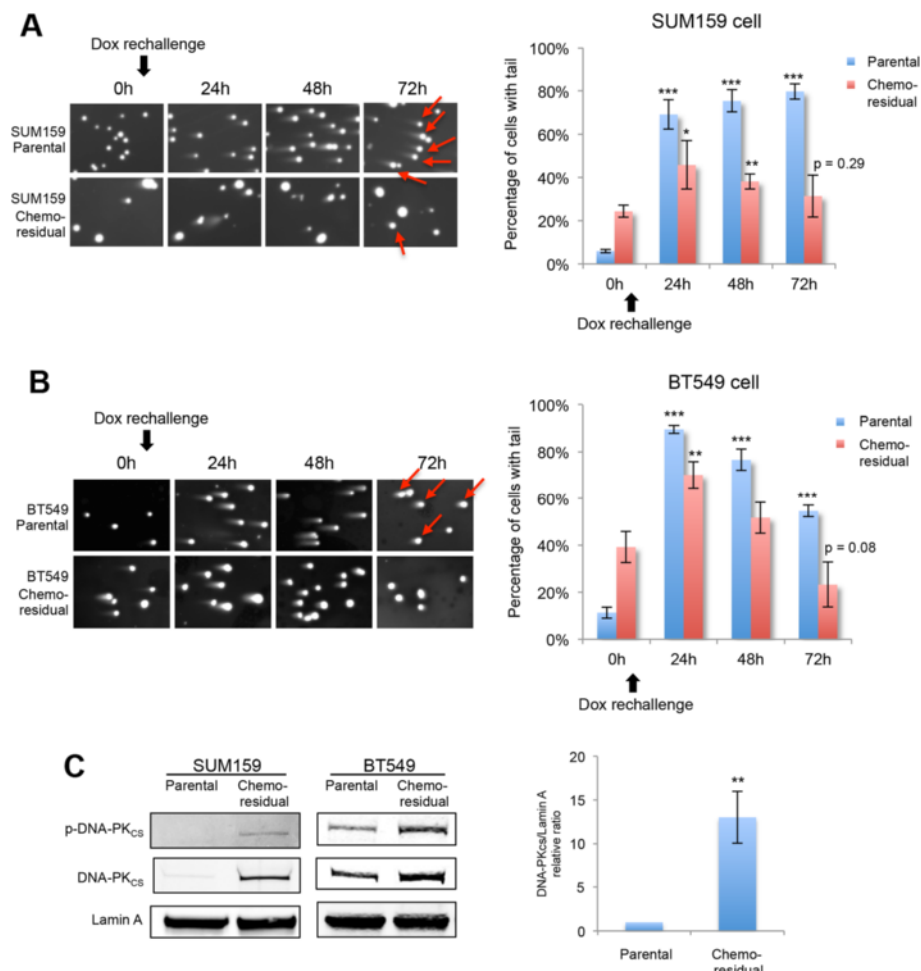 A
Dox rechallenge
0h 24h 48h 72h
SUM159
Parental
SUM159
Chemo-
residual
SUM159 cell
Percentage of cells with tail
100%
80%
60%
40%
20%
0%
*** *** ***
* ** p = 0.29
Parental
Chemo-
residual
0h 24h 48h 72h
Dox rechallenge
B
Dox rechallenge
0h 24h 48h 72h
BT549
Parental
BT549
Chemo-
residual
BT549 cell
Percentage of cells with tail
100%
80%
60%
40%
20%
0%
*** *** ***
** p = 0.08
Parental
Chemo-
residual
0h 24h 48h 72h
Dox rechallenge
C
SUM159 BT549
Parental Chemo-
residual
Parental Chemo-
residual
p-DNA-PKCS
DNA-PKCS
Lamin A
DNA-PKcs/Lamin A
relative ratio
20
15
10
5
0
**
Parental Chemo-
residual